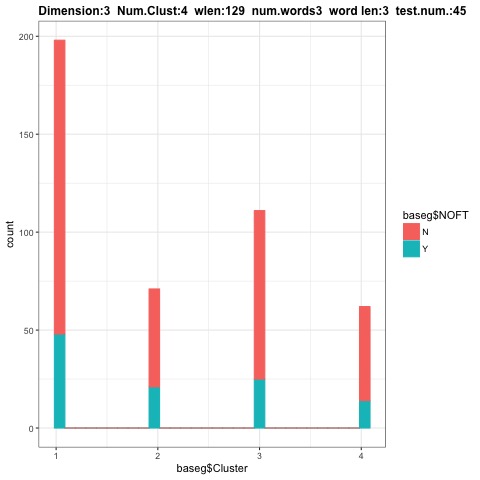 Dimension:3 Num.Clust:4 wlen:129 num.words3 word len:3 test.num.:45
200
150
100
50
0
count
1 2 3 4
baseg$Cluster
baseg$NOFT
N
Y